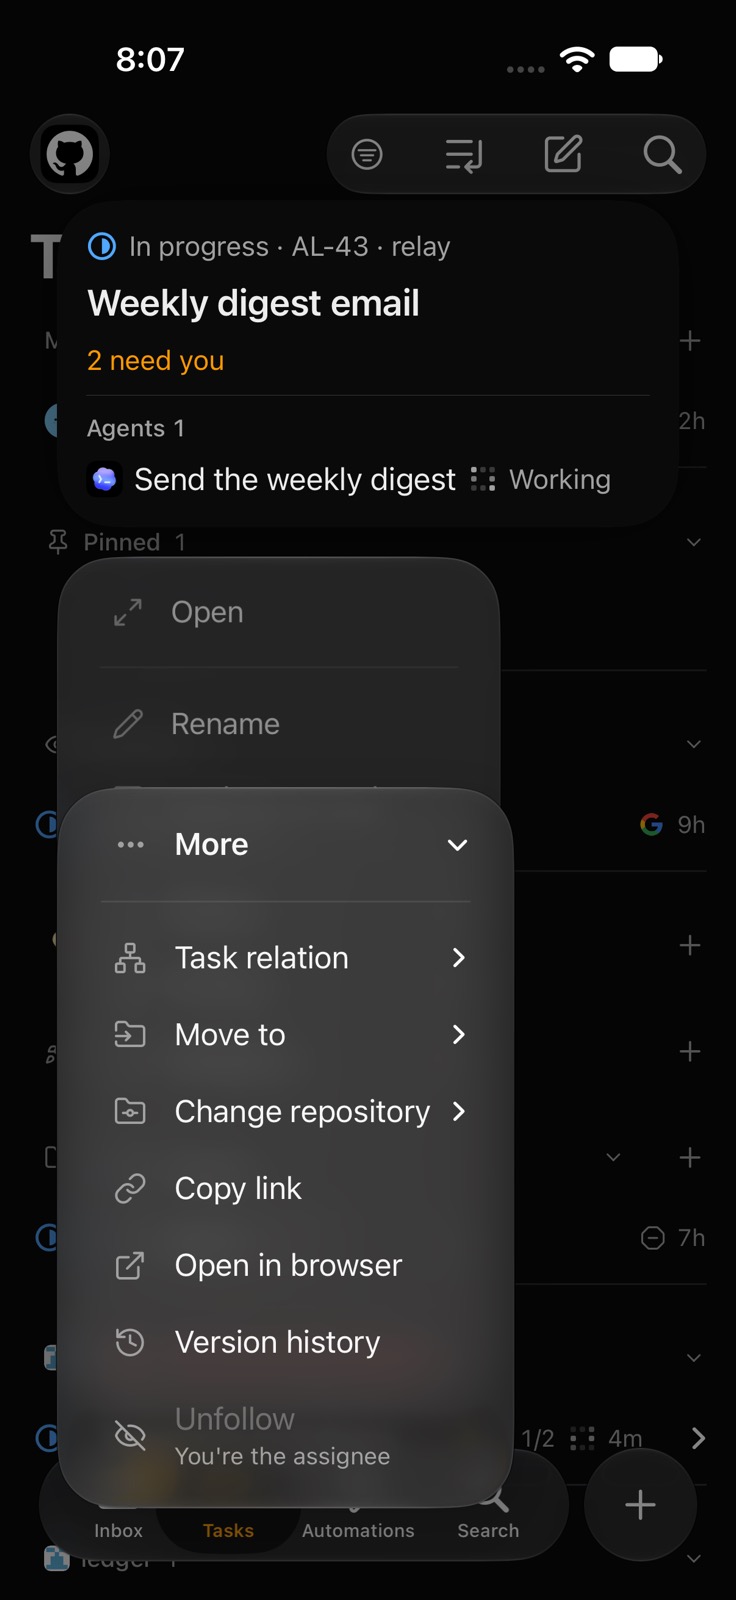 8:07
In progress · AL-43 · relay
Weekly digest email
2 need you
2h
Agents 1
Send the weekly digest Working
Pinned 1
Open
Rename
More
9h
Task relation
Move to
Change repository
Copy link
7h
Open in browser
Version history
Unfollow
You're the assignee
1/2 4m
Inbox Tasks Automations Search